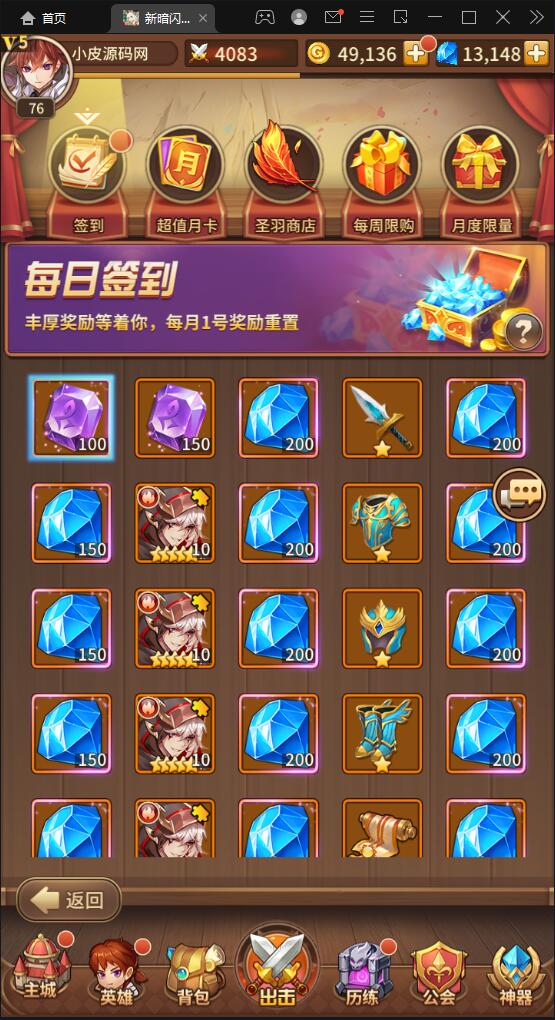 首页
新暗闪...
V5
小皮源码网
4083
49,136
13,148
76
签到
月
超值月卡
圣羽商店
每周限购
月度限量
每日签到
丰厚奖励等着你，每月1号奖励重置
?
100
150
200
200
150
10
200
200
150
10
200
200
150
10
200
200
返回
主城
英雄
背包
出击
历练
公会
神器